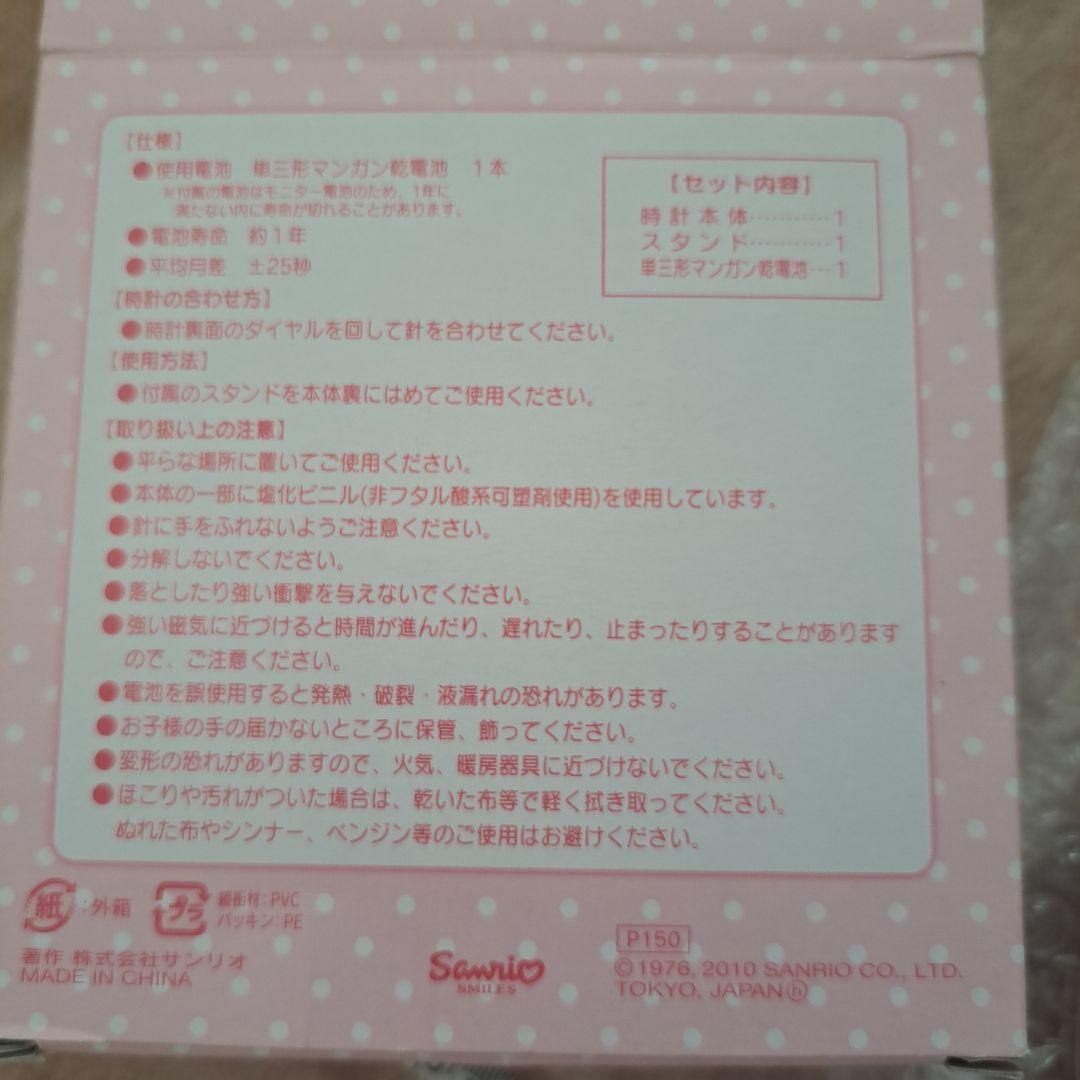 【仕様】
●使用電池 単三形マンガン乾電池 1本
※付属の電池はモニター電池のため、1年に
満たない内に寿命が切れることがあります。
●電池寿命 約1年
●平均月差 ±25秒
【セット内容】
時計本体…………1
スタンド…………1
単三形マンガン乾電池…1
【時計の合わせ方】
●時計裏面のダイヤルを回して針を合わせてください。
【使用方法】
●付属のスタンドを本体裏にはめてご使用ください。
【取り扱い上の注意】
●平らな場所に置いてご使用ください。
●本体の一部に塩化ビニル(非フタル酸系可塑剤使用)を使用しています。
●針に手をふれないようご注意ください。
●分解しないでください。
●落としたり強い衝撃を与えないでください。
●強い磁気に近づけると時間が進んだり、遅れたり、止まったりすることがあります
ので、ご注意ください。
●電池を誤使用すると発熱・破裂・液漏れの恐れがあります。
●お子様の手の届かないところに保管、飾ってください。
●変形の恐れがありますので、火気、暖房器具に近づけないでください。
●ほこりや汚れがついた場合は、乾いた布等で軽く拭き取ってください。
ぬれた布やシンナー、ベンジン等のご使用はお避けください。
紙:外箱
プラ 緩衝材:PVC
パッキン:PE
著作 株式会社サンリオ
MADE IN CHINA
Sanrio
SMILES
P150
©1976, 2010 SANRIO CO., LTD.
TOKYO, JAPAN ⓗ